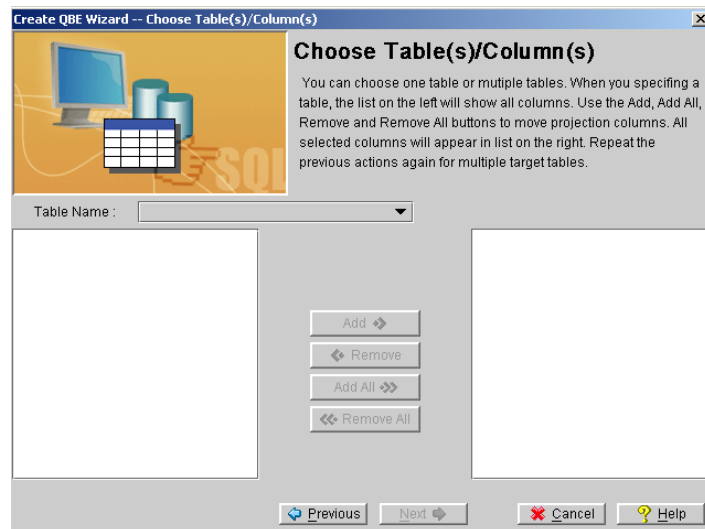 Create QBE Wizard -- Choose Table(s)/Column(s)
Choose Table(s)/Column(s)
You can choose one table or mutiple tables. When you specifing a
table, the list on the left will show all columns. Use the Add, Add All,
Remove and Remove All buttons to move projection columns. All
selected columns will appear in list on the right. Repeat the
previous actions again for multiple target tables.
SQL
Table Name :
Add
Remove
Add All
Remove All
Previous
Next
Cancel
Help